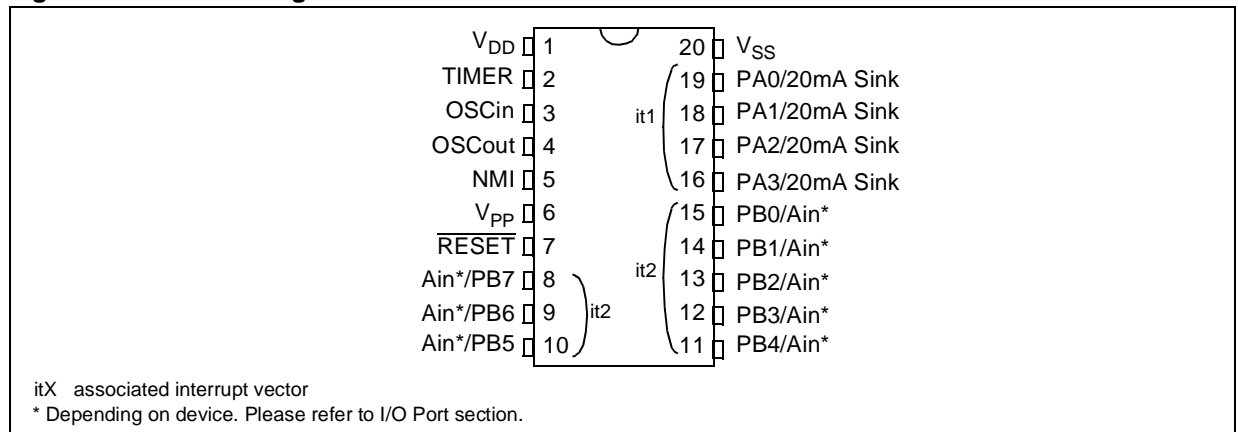 V_DD 1 20 V_SS
TIMER 2 19 PA0/20mA Sink
OSCin 3 it1 18 PA1/20mA Sink
OSCout 4 17 PA2/20mA Sink
NMI 5 16 PA3/20mA Sink
V_PP 6 15 PB0/Ain*
RESET 7 14 PB1/Ain*
Ain*/PB7 8 it2 13 PB2/Ain*
Ain*/PB6 9 it2 12 PB3/Ain*
Ain*/PB5 10 11 PB4/Ain*
itX associated interrupt vector
* Depending on device. Please refer to I/O Port section.